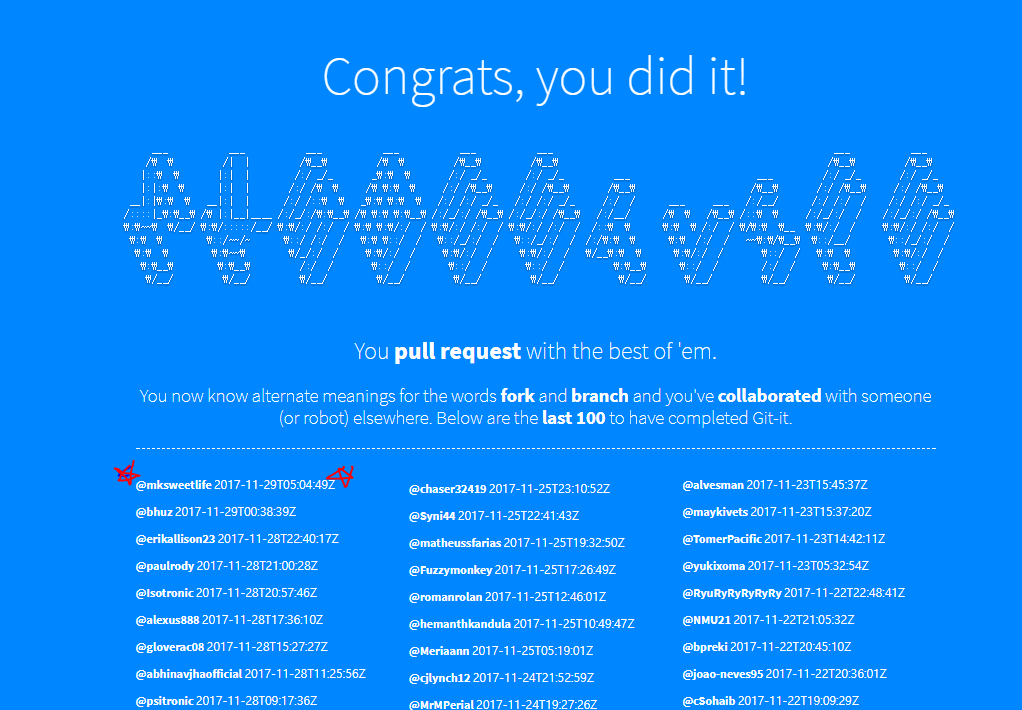 Congrats, you did it!
You pull request with the best of 'em.
You now know alternate meanings for the words fork and branch and you've collaborated with someone
(or robot) elsewhere. Below are the last 100 to have completed Git-it.
@mksweetlife 2017-11-29T05:04:49Z
@bhuz 2017-11-29T00:38:39Z
@erikallison23 2017-11-28T22:40:17Z
@paulrody 2017-11-28T21:00:28Z
@Isotronic 2017-11-28T20:57:46Z
@alexus888 2017-11-28T17:36:10Z
@gloverac08 2017-11-28T15:27:27Z
@abhinavjhaofficial 2017-11-28T11:25:56Z
@psitronic 2017-11-28T09:17:36Z
@chaser32419 2017-11-25T23:10:52Z
@Syni44 2017-11-25T22:41:43Z
@matheussfarias 2017-11-25T19:32:50Z
@Fuzzymonkey 2017-11-25T17:26:49Z
@romanrolan 2017-11-25T12:46:01Z
@hemanthkandula 2017-11-25T10:49:47Z
@Meriaann 2017-11-25T05:19:01Z
@cjlynch12 2017-11-24T21:52:59Z
@MrMPerial 2017-11-24T19:27:26Z
@alvesman 2017-11-23T15:45:37Z
@maykivets 2017-11-23T15:37:20Z
@TomerPacific 2017-11-23T14:42:11Z
@yukixoma 2017-11-23T05:32:54Z
@RyuRyRyRyRyRy 2017-11-22T22:48:41Z
@NMU21 2017-11-22T21:05:32Z
@bpreki 2017-11-22T20:45:10Z
@joao-neves95 2017-11-22T20:36:01Z
@cSohaib 2017-11-22T19:09:29Z